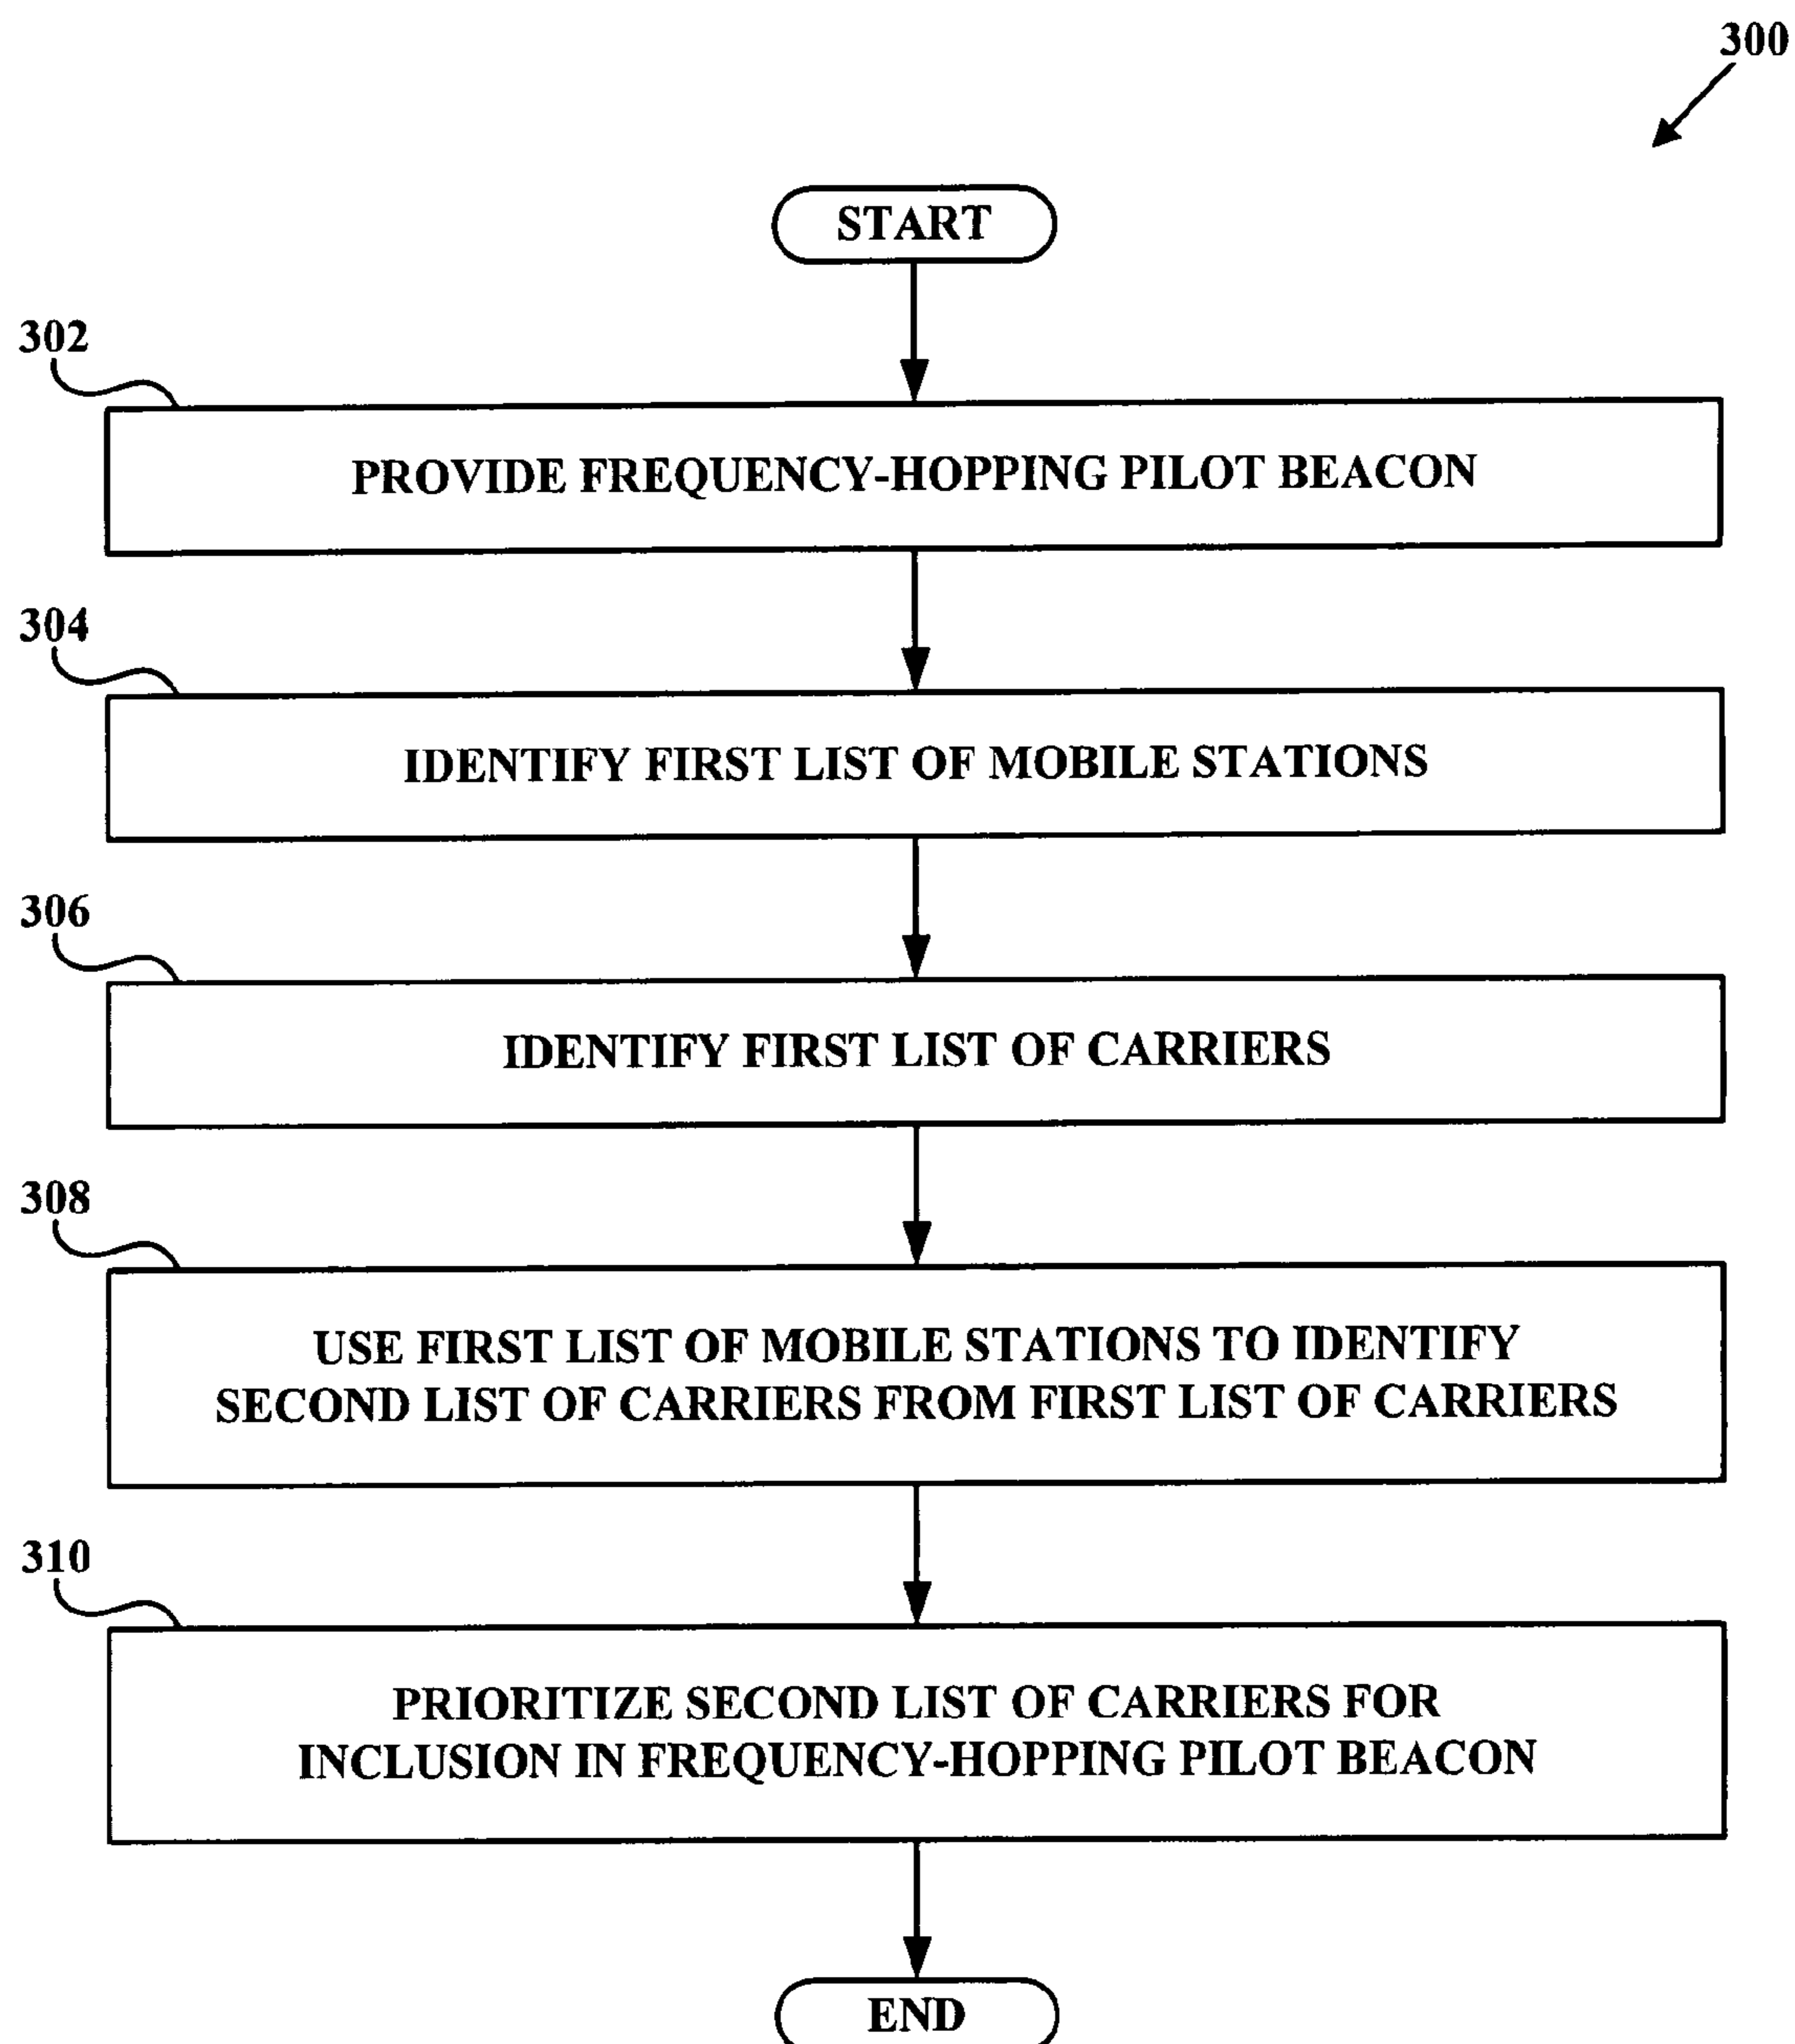 300
START
302
PROVIDE FREQUENCY-HOPPING PILOT BEACON
304
IDENTIFY FIRST LIST OF MOBILE STATIONS
306
IDENTIFY FIRST LIST OF CARRIERS
308
USE FIRST LIST OF MOBILE STATIONS TO IDENTIFY
SECOND LIST OF CARRIERS FROM FIRST LIST OF CARRIERS
310
PRIORITIZE SECOND LIST OF CARRIERS FOR
INCLUSION IN FREQUENCY-HOPPING PILOT BEACON
END